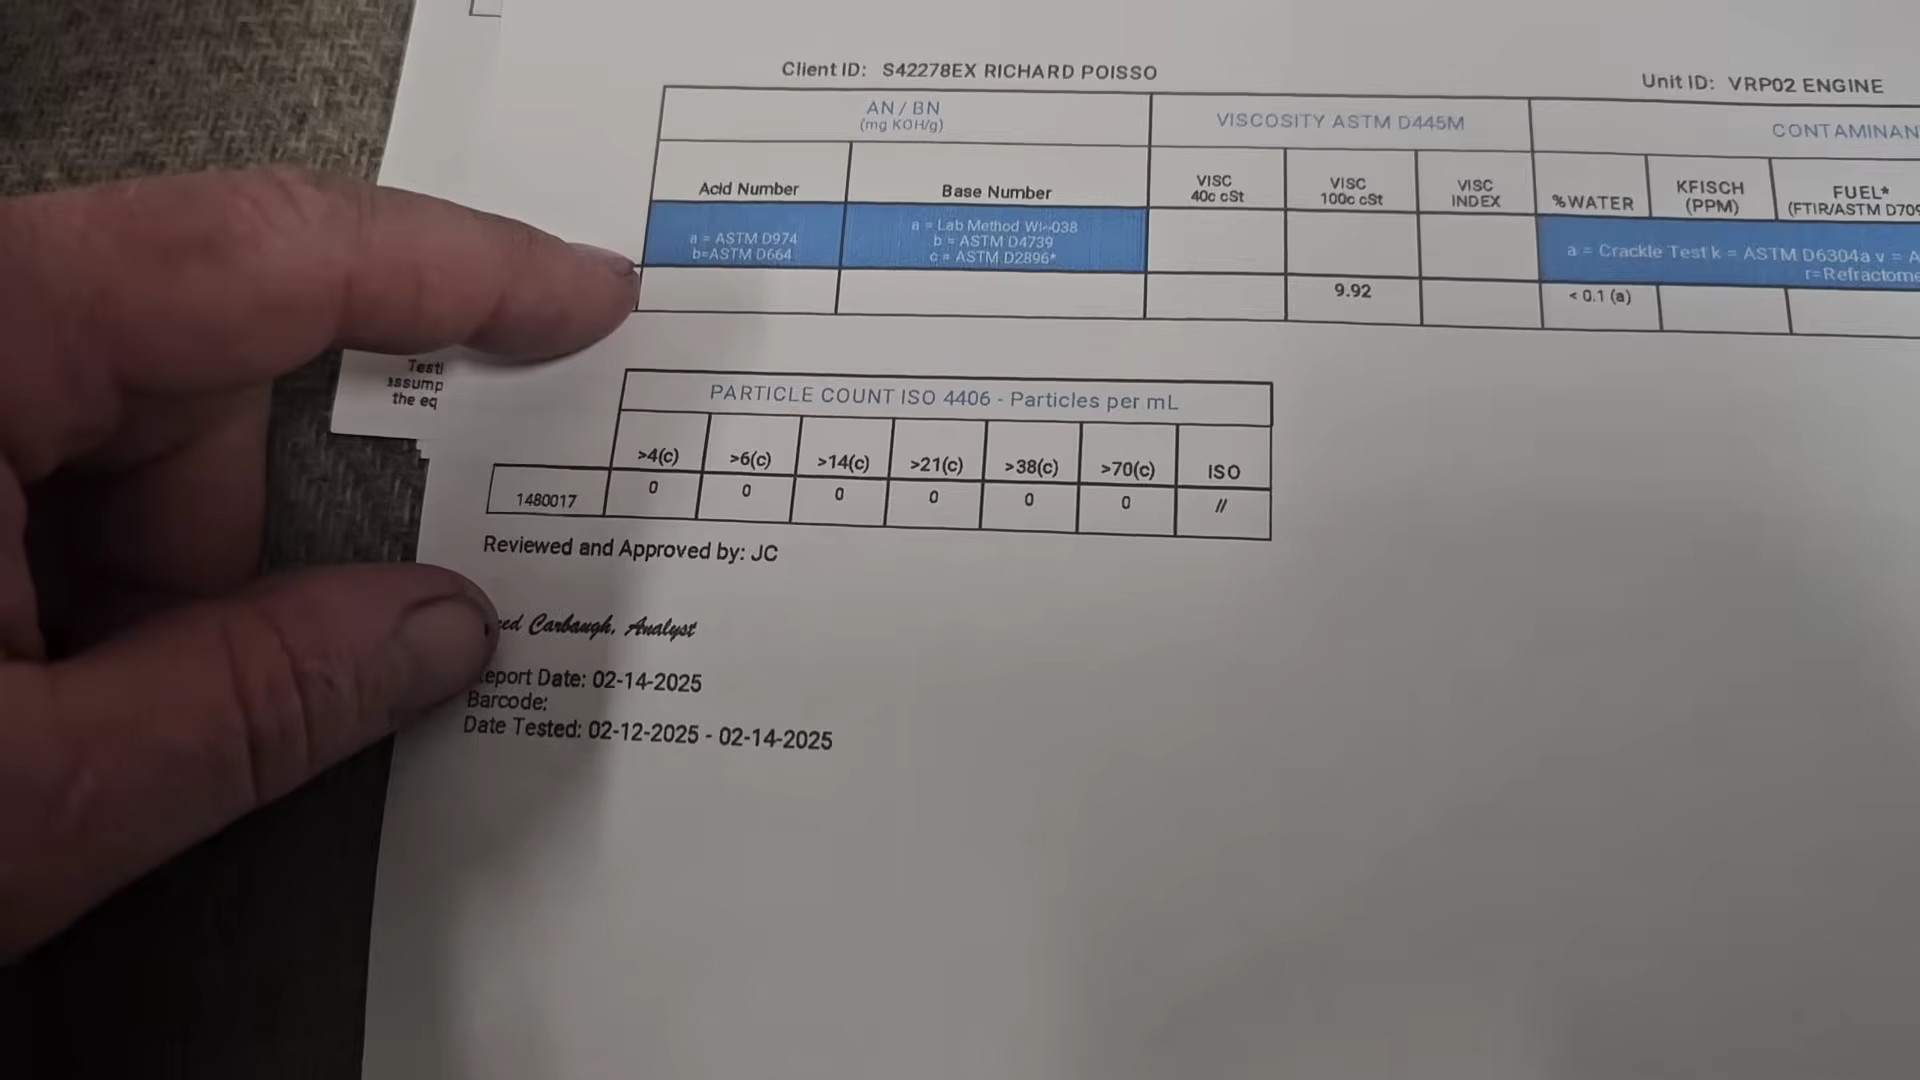 Client ID: S42278EX RICHARD POISSO
Unit ID: VRP02 ENGINE
AN / BN
(mg KOH/g)
VISCOSITY ASTM D445M
Acid Number
Base Number
VISC
40c cSt
VISC
100c cSt
VISC
INDEX
%WATER
KFISCH
(PPM)
FUEL*
a = ASTM D974
b=ASTM D664
a = Lab Method WI-038
b = ASTM D4739
c = ASTM D2896*
a = Crackle Test k = ASTM D6304a v =
9.92
< 0.1 (a)
the
PARTICLE COUNT ISO 4406 - Particles per mL
>4(c) >6(c) >14(c) >21(c) >38(c) >70(c) ISO
1480017 0 0 0 0 0 0 //
Reviewed and Approved by: JC
Carbaugh, Analyst
Date: 02-14-2025
Barcode:
Date Tested: 02-12-2025 - 02-14-2025